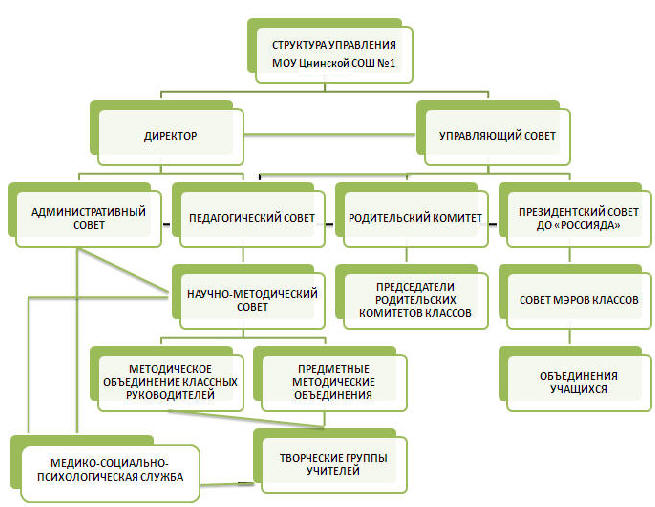 СТРУКТУРА УПРАВЛЕНИЯ
МОУ Цнинской СОШ №1
ДИРЕКТОР
УПРАВЛЯЮЩИЙ СОВЕТ
АДМИНИСТРАТИВНЫЙ
СОВЕТ
ПЕДАГОГИЧЕСКИЙ СОВЕТ
РОДИТЕЛЬСКИЙ КОМИТЕТ
ПРЕЗИДЕНТСКИЙ СОВЕТ
ДО «РОССИЯДА»
НАУЧНО-МЕТОДИЧЕСКИЙ
СОВЕТ
ПРЕДСЕДАТЕЛИ
РОДИТЕЛЬСКИХ
КОМИТЕТОВ КЛАССОВ
СОВЕТ МЭРОВ КЛАССОВ
МЕТОДИЧЕСКОЕ
ОБЪЕДИНЕНИЕ КЛАССНЫХ
РУКОВОДИТЕЛЕЙ
ПРЕДМЕТНЫЕ
МЕТОДИЧЕСКИЕ
ОБЪЕДИНЕНИЯ
ОБЪЕДИНЕНИЯ
УЧАЩИХСЯ
МЕДИКО-СОЦИАЛЬНО-
ПСИХОЛОГИЧЕСКАЯ СЛУЖБА
ТВОРЧЕСКИЕ ГРУППЫ
УЧИТЕЛЕЙ